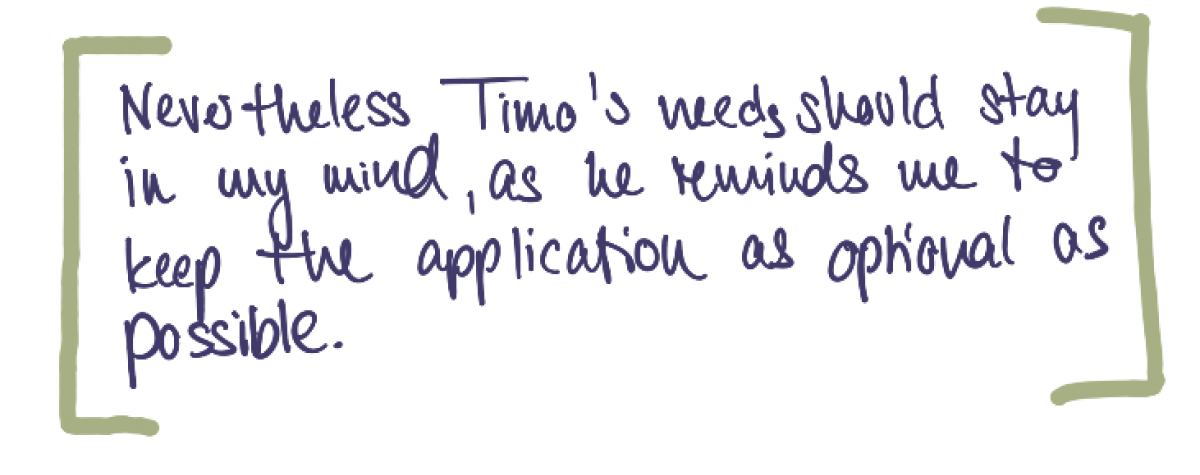 Nevertheless Timo's needs should stay
in my mind, as he reminds me to
keep the application as optional as
possible.